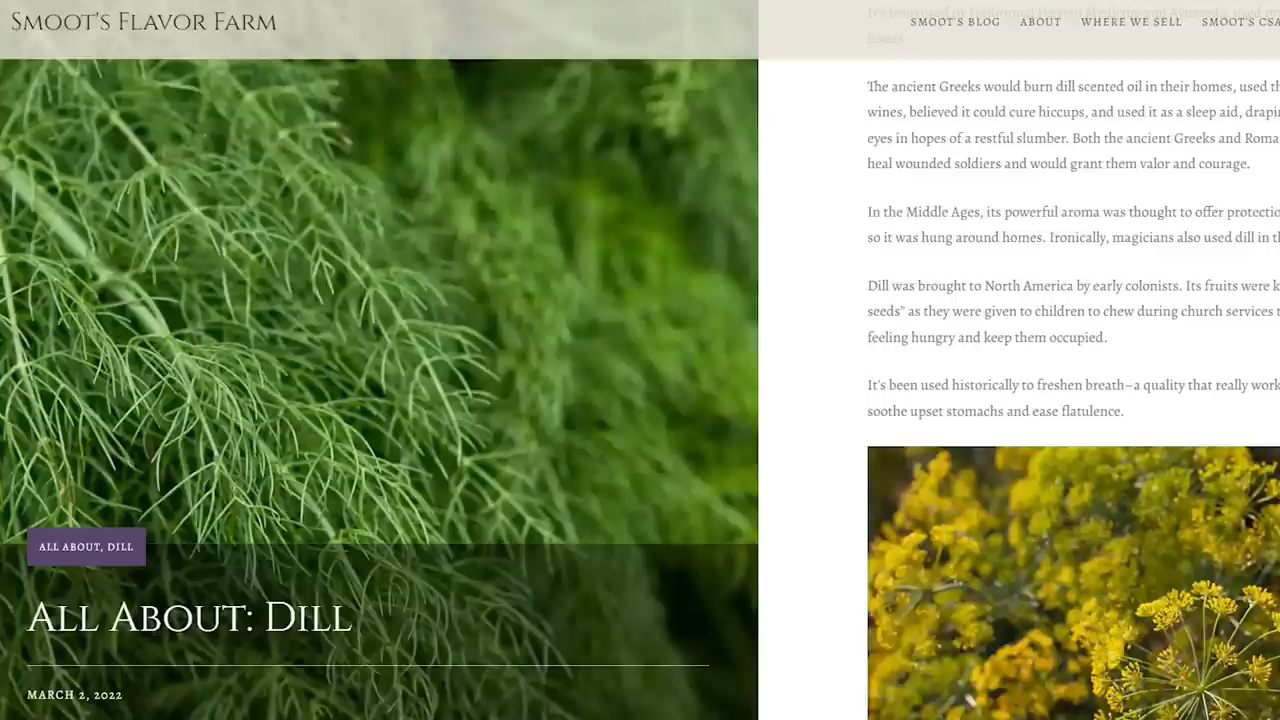 SMOOT'S FLAVOR FARM
SMOOT'S BLOG ABOUT WHERE WE SELL SMOOT'S CSA
issues.
The ancient Greeks would burn dill scented oil in their homes, used
wines, believed it could cure hiccups, and used it as a sleep aid,
eyes in hopes of a restful slumber. Both the ancient Greeks and
heal wounded soldiers and would grant them valor and courage.
In the Middle Ages, its powerful aroma was thought to offer
so it was hung around homes. Ironically, magicians also used dill in
Dill was brought to North America by early colonists. Its fruits were
seeds" as they were given to children to chew during church services
feeling hungry and keep them occupied.
It's been used historically to freshen breath–a quality that really
soothe upset stomachs and ease flatulence.
ALL ABOUT, DILL
ALL ABOUT: DILL
MARCH 2, 2022